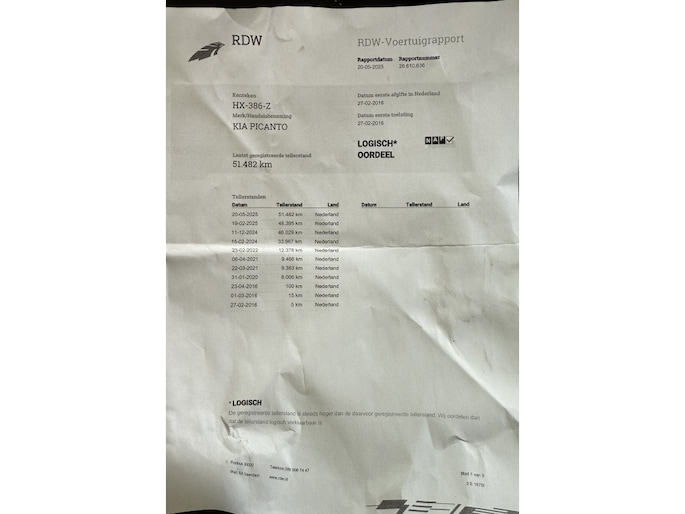 RDW
RDW-Voertuigrapport
Rapportdatum Rapportnummer
20-05-2025 26.610.636
Kenteken
HX-386-Z
Merk/Handelsbenaming
KIA PICANTO
Datum eerste afgifte in Nederland
27-02-2016
Datum eerste toelating
27-02-2016
LOGISCH*
OORDEEL
NAP
Laatst geregistreerde tellerstand
51.482 km
Tellerstanden
Datum Tellerstand Land Datum Tellerstand Land
20-05-2025 51.482 km Nederland
19-02-2025 48.395 km Nederland
11-12-2024 46.029 km Nederland
15-02-2024 32.967 km Nederland
23-02-2022 12.378 km Nederland
06-04-2021 9.466 km Nederland
22-03-2021 9.363 km Nederland
31-01-2020 8.006 km Nederland
23-04-2016 100 km Nederland
01-03-2016 15 km Nederland
27-02-2016 5 km Nederland
*LOGISCH
De geregistreerde tellerstand is steeds hoger dan de daarvoor geregistreerde tellerstand. Wij oordelen dan
dat de tellerstand logisch verklaarbaar is.
Telefoon
www.rdw.nl
Blad 1 van